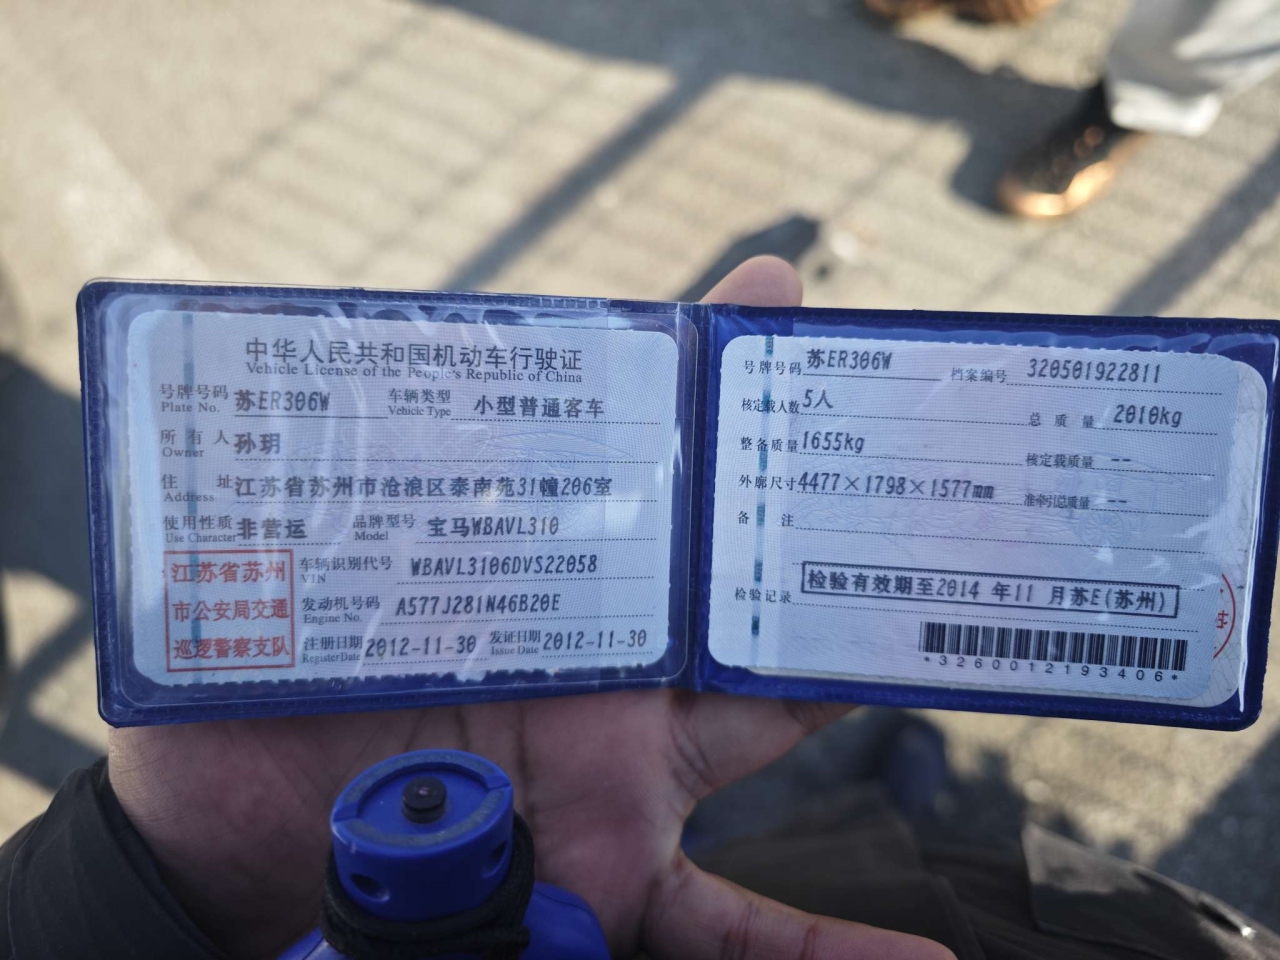 中华人民共和国机动车行驶证
Vehicle License of the People's Republic of China
号牌号码 苏ER306W 车辆类型 小型普通客车
Plate No. Vehicle Type
所有人 孙玥
Owner
住址 江苏省苏州市沧浪区泰南苑31幢206室
Address
使用性质 非营运 品牌型号 宝马WBAVL310
Use Character Model
江苏省苏州
市公安局交通
巡逻警察支队
车辆识别代号 WBAVL3106DVS22058
VIN
发动机号码 A577J281N46B20E
Engine No.
注册日期 2012-11-30 发证日期 2012-11-30
Register Date Issue Date
号牌号码 苏ER306W 档案编号 320501922811
核定载人数 5人 总质量 2010kg
整备质量 1655kg 核定载质量 --
外廓尺寸 4477×1798×1577mm 准牵引总质量 --
备注
检验记录 检验有效期至2014年11月苏E(苏州)
*3260012193406*